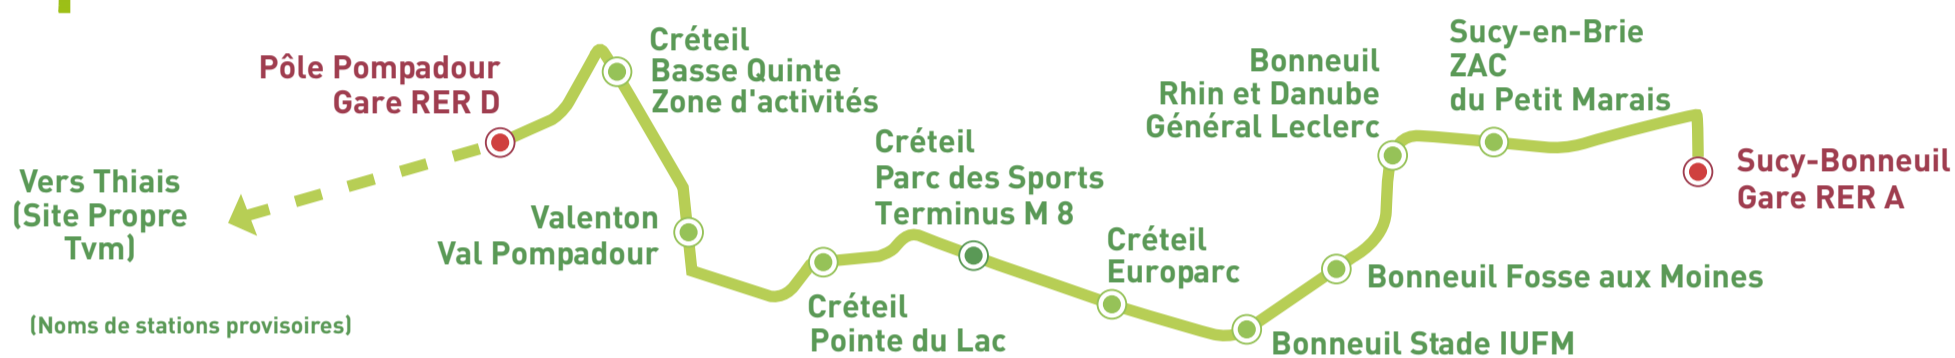 Pôle Pompadour
Gare RER D
Créteil
Basse Quinte
Zone d'activités
Vers Thiais
(Site Propre
Tvm)
Valenton
Val Pompadour
Créteil
Pointe du Lac
Créteil
Parc des Sports
Terminus M 8
Créteil
Europarc
Bonneuil Stade IUFM
Bonneuil Fosse aux Moines
Bonneuil
Rhin et Danube
Général Leclerc
Sucy-en-Brie
ZAC
du Petit Marais
Sucy-Bonneuil
Gare RER A
(Noms de stations provisoires)